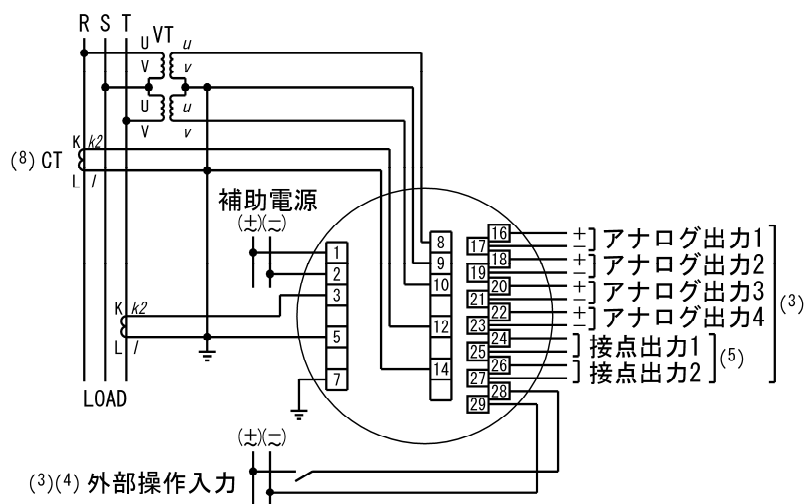 R S T
VT
U u
V v
U u
V v
K k2
(8) CT
L l
補助電源
(±)(−)
1
2
3
5
7
8
9
10
12
14
K k2
L l
LOAD
16 + アナログ出力1
17 −
18 + アナログ出力2
19 −
20 + アナログ出力3
21 −
22 + アナログ出力4
23 −
(3)
24
25 接点出力1
26
27 接点出力2
(5)
28
29
(±)(−)
(3)(4) 外部操作入力